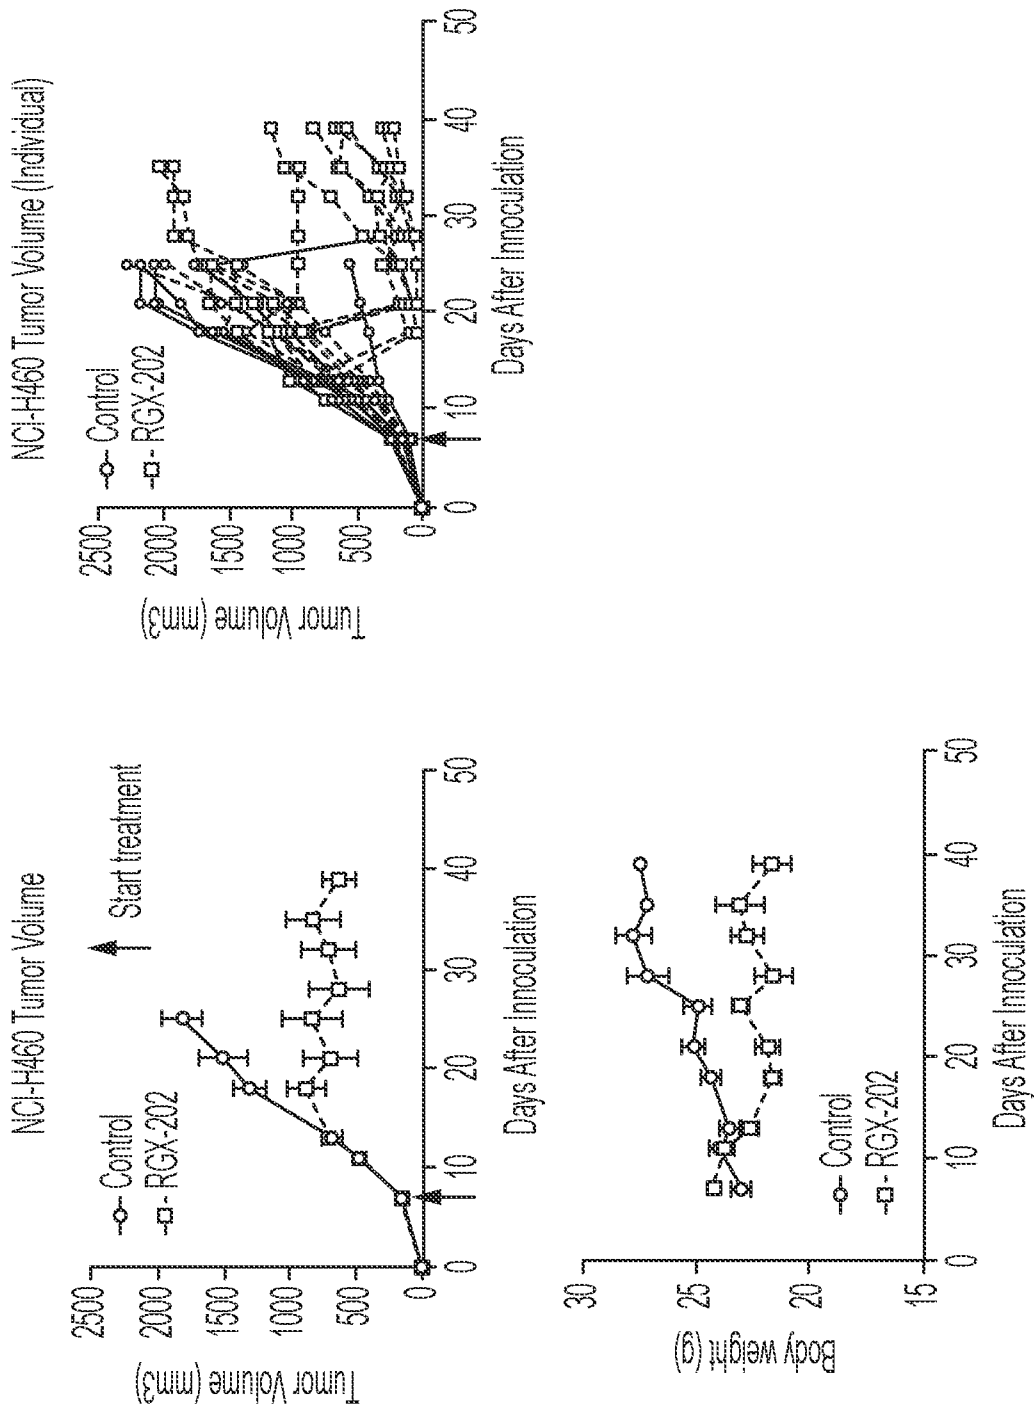 NCI-H460 Tumor Volume
Control
RGX-202
Start treatment
Tumor Volume (mm3)
2500
2000
1500
1000
500
0
0 10 20 30 40 50
Days After Innoculation
NCI-H460 Tumor Volume (Individual)
Control
RGX-202
Tumor Volume (mm3)
2500
2000
1500
1000
500
0
0 10 20 30 40 50
Days After Innoculation
Body weight (g)
30
25
20
15
Control
RGX-202
0 10 20 30 40 50
Days After Innoculation